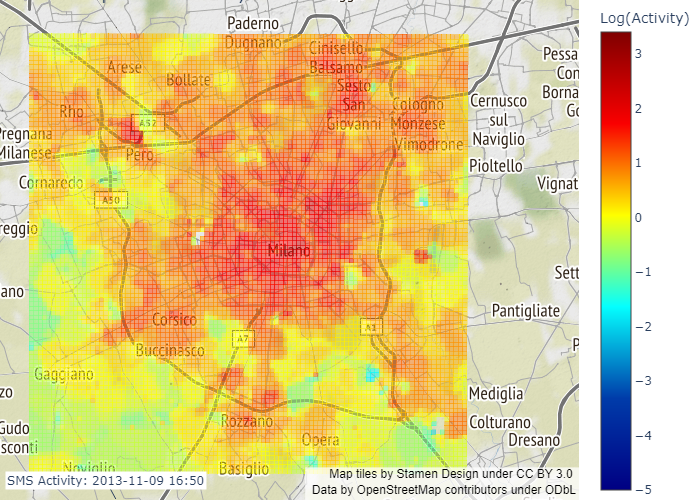 Paderno
Dugnano
Cinisello
Balsamo
Log(Activity)
Arese
Bollate
Sesto
San
Giovanni
Pessa
Con
Borna
Go
Rho
A52
Cologno
Monzese
Cernusco
sul
Naviglio
Pregnana
Milanese
Pero
Vimodrone
Pioltello
Cornaredo
A50
Vignat
reggio
Milano
Sett
ano
Pantigliate
Corsico
A7
A1
Buccinasco
P
Gaggiano
zo
Mediglia
Rozzano
Colturano
Gudo
sconti
Opera
Dresano
Noviglio
Basiglio
SMS Activity: 2013-11-09 16:50
Map tiles by Stamen Design under CC BY 3.0
Data by OpenStreetMap contributors under ODbL
3
2
1
0
−1
−2
−3
−4
−5